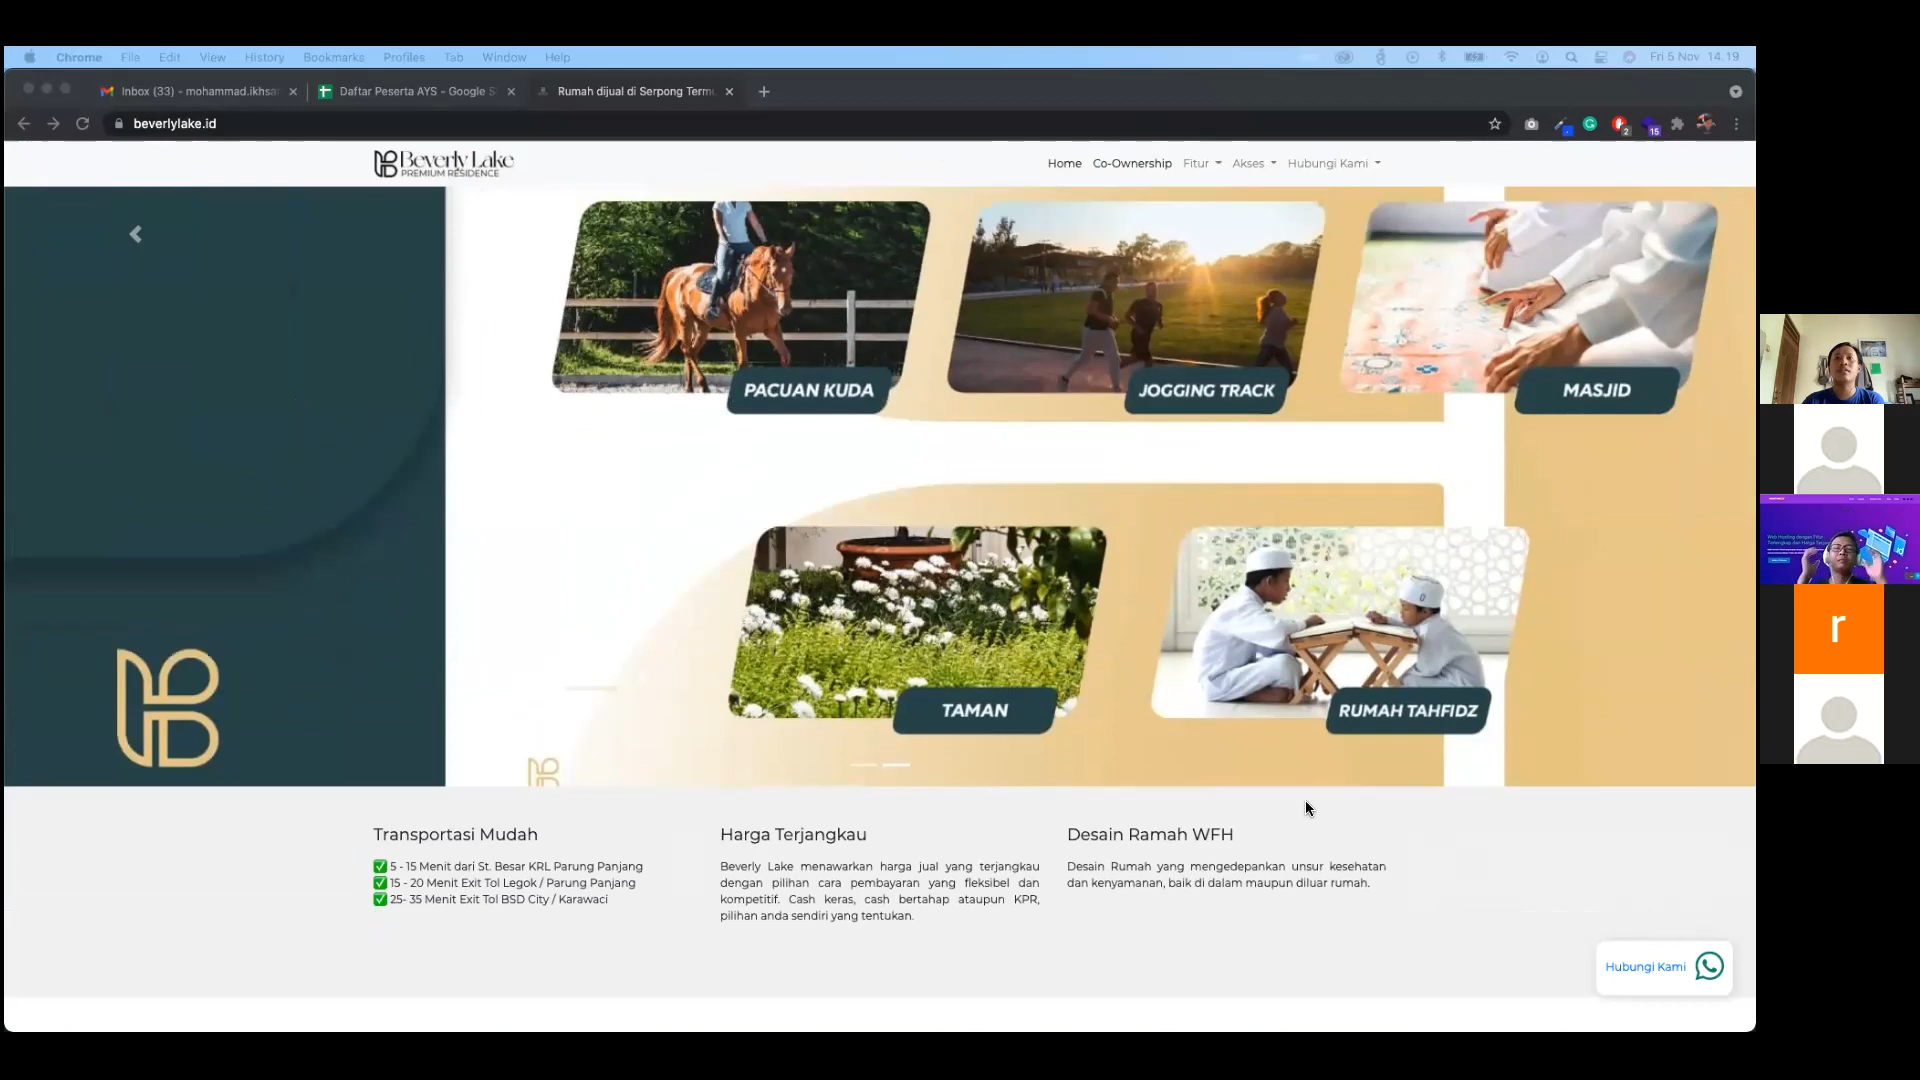 Chrome File Edit View History Bookmarks Profiles Tab Window Help
Fri 5 Nov 14.19
Inbox (33) - mohammad.ikhsa
Daftar Peserta AYS - Google S
Rumah dijual di Serpong Term
beverlylake.id
2
15
Beverly Lake
PREMIUM RESIDENCE
Home Co-Ownership Fitur Akses Hubungi Kami
PACUAN KUDA
JOGGING TRACK
MASJID
TAMAN
RUMAH TAHFIDZ
Transportasi Mudah
✅ 5 - 15 Menit dari St. Besar KRL Parung Panjang
✅ 15 - 20 Menit Exit Tol Legok / Parung Panjang
✅ 25- 35 Menit Exit Tol BSD City / Karawaci
Harga Terjangkau
Beverly Lake menawarkan harga jual yang terjangkau
dengan pilihan cara pembayaran yang fleksibel dan
kompetitif. Cash keras, cash bertahap ataupun KPR,
pilihan anda sendiri yang tentukan.
Desain Ramah WFH
Desain Rumah yang mengedepankan unsur kesehatan
dan kenyamanan, baik di dalam maupun diluar rumah.
Hubungi Kami
r